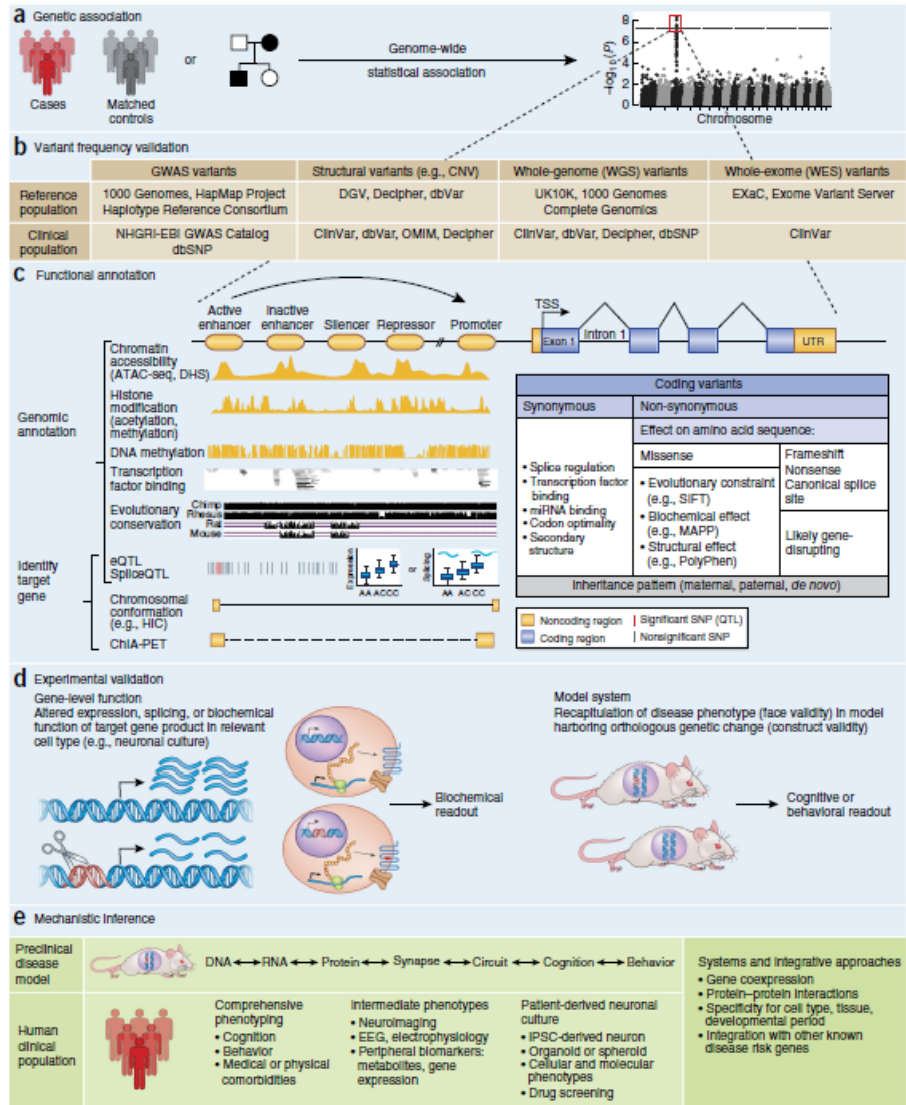 a Genetic association
Cases
Matched
controls
or
Genome-wide
statistical association
–log10(P)
8
6
4
2
0
Chromosome
b Variant frequency validation
GWAS variants
Structural variants (e.g., CNV)
Whole-genome (WGS) variants
Whole-exome (WES) variants
Reference
population
1000 Genomes, HapMap Project
Haplotype Reference Consortium
DGV, Decipher, dbVar
UK10K, 1000 Genomes
Complete Genomics
EXaC, Exome Variant Server
Clinical
population
NHGRI-EBI GWAS Catalog
dbSNP
ClinVar, dbVar, OMIM, Decipher
ClinVar, dbVar, Decipher, dbSNP
ClinVar
c Functional annotation
Active
enhancer
Inactive
enhancer
Silencer
Repressor
Promoter
TSS
Exon 1
Intron 1
UTR
Genomic
annotation
Chromatin
accessibility
(ATAC-seq, DHS)
Histone
modification
(acetylation,
methylation)
DNA methylation
Transcription
factor binding
Evolutionary
conservation
Chimp
Rhesus
Rat
Mouse
Identify
target
gene
eQTL
SpliceQTL
Expression
AA ACCC
or
Splicing
AA AC CC
Chromosomal
conformation
(e.g., HIC)
ChIA-PET
Coding variants
Synonymous
Non-synonymous
Effect on amino acid sequence:
• Splice regulation
• Transcription factor
binding
• miRNA binding
• Codon optimality
• Secondary
structure
Missense
• Evolutionary constraint
(e.g., SIFT)
• Biochemical effect
(e.g., MAPP)
• Structural effect
(e.g., PolyPhen)
Frameshift
Nonsense
Canonical splice
site
Likely gene-
disrupting
Inheritance pattern (maternal, paternal, de novo)
Noncoding region
Significant SNP (QTL)
Coding region
Nonsignificant SNP
d Experimental validation
Gene-level function
Altered expression, splicing, or biochemical
function of target gene product in relevant
cell type (e.g., neuronal culture)
Biochemical
readout
Model system
Recapitulation of disease phenotype (face validity) in model
harboring orthologous genetic change (construct validity)
Cognitive or
behavioral readout
e Mechanistic inference
Preclinical
disease
model
DNA ↔ RNA ↔ Protein ↔ Synapse ↔ Circuit ↔ Cognition ↔ Behavior
Human
clinical
population
Comprehensive
phenotyping
• Cognition
• Behavior
• Medical or physical
comorbidities
Intermediate phenotypes
• Neuroimaging
• EEG, electrophysiology
• Peripheral biomarkers:
metabolites, gene
expression
Patient-derived neuronal
culture
• IPSC-derived neuron
• Organoid or spheroid
• Cellular and molecular
phenotypes
• Drug screening
Systems and integrative approaches
• Gene coexpression
• Protein–protein interactions
• Specificity for cell type, tissue,
developmental period
• Integration with other known
disease risk genes